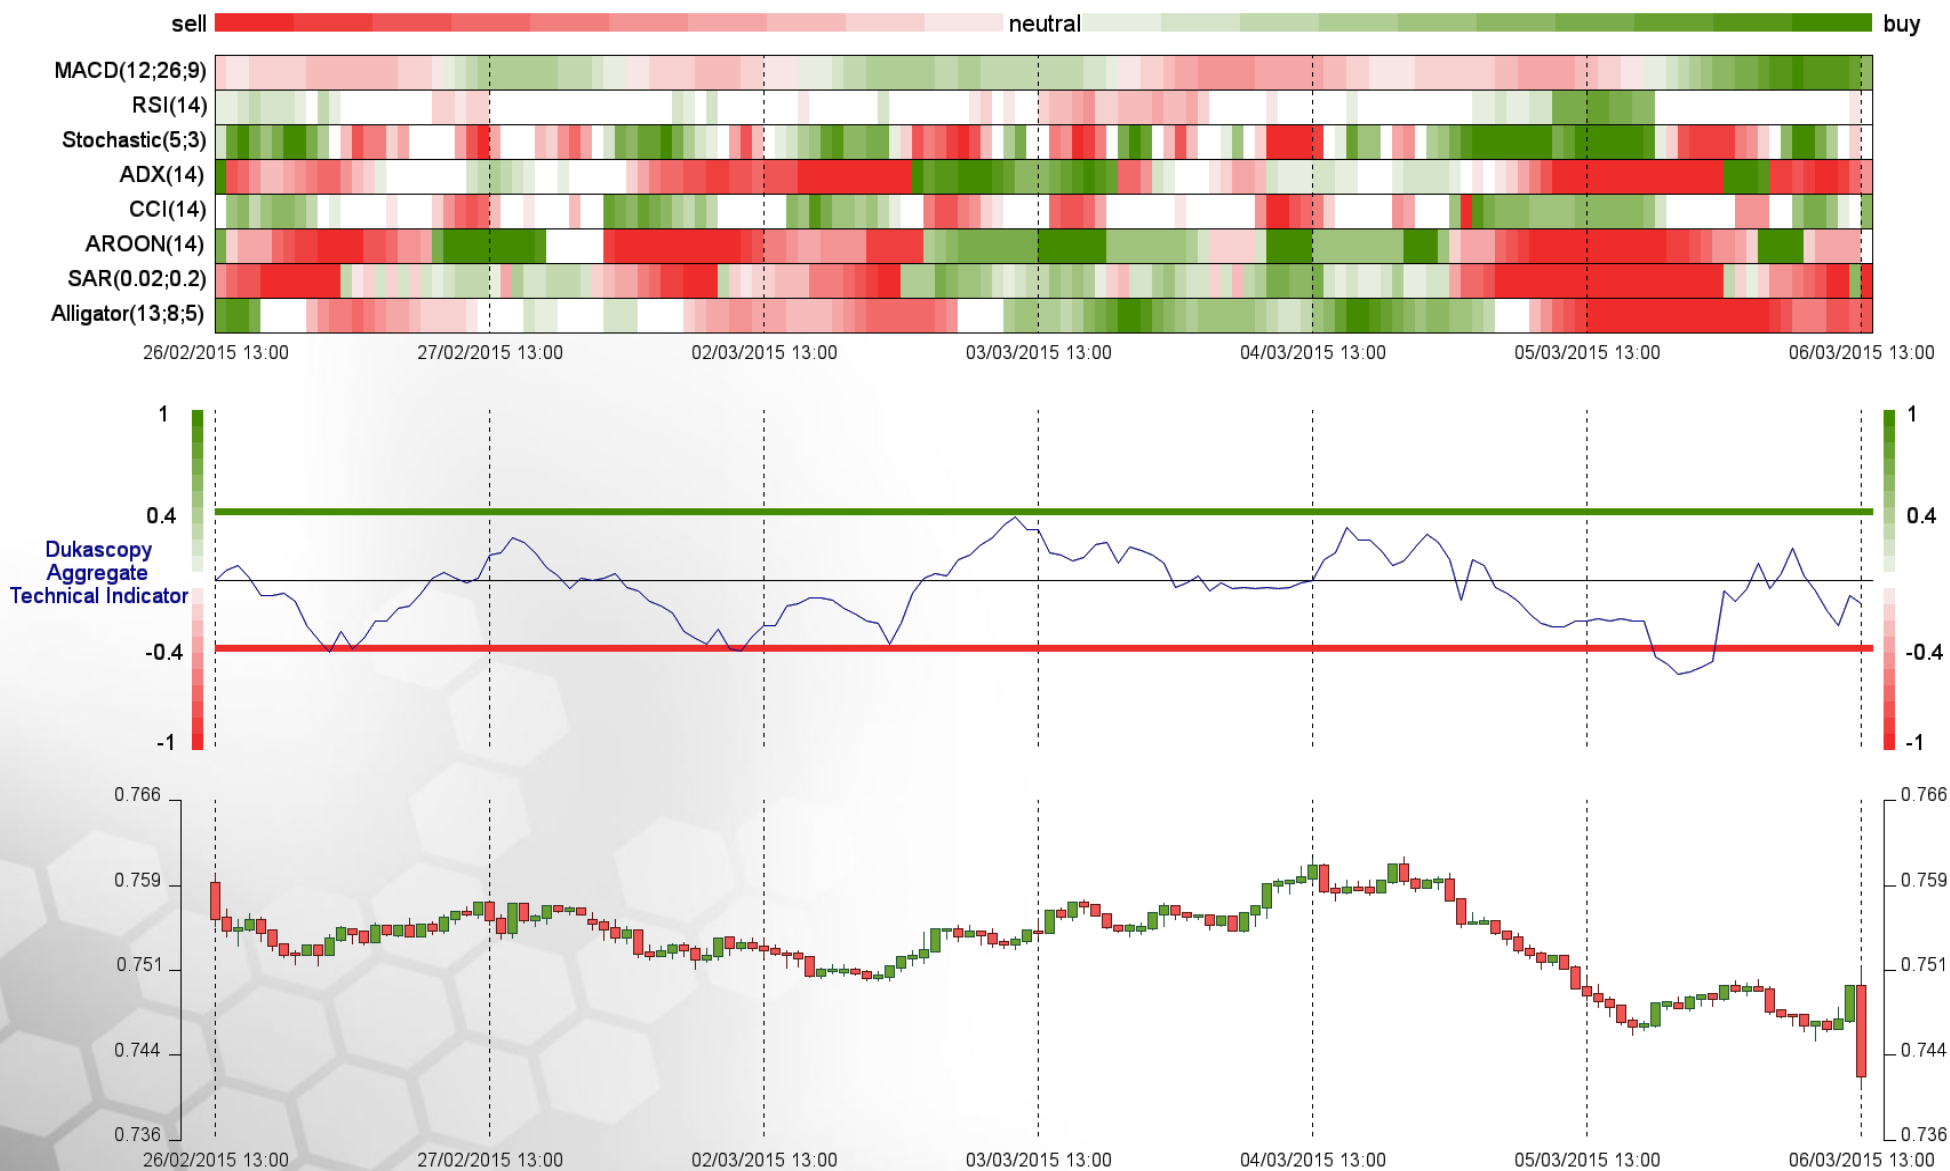 sell neutral buy
MACD(12;26;9)
RSI(14)
Stochastic(5;3)
ADX(14)
CCI(14)
AROON(14)
SAR(0.02;0.2)
Alligator(13;8;5)
26/02/2015 13:00 27/02/2015 13:00 02/03/2015 13:00 03/03/2015 13:00 04/03/2015 13:00 05/03/2015 13:00 06/03/2015 13:00
1 1
0.4 0.4
Dukascopy
Aggregate
Technical Indicator
-0.4 -0.4
-1 -1
0.766 0.766
0.759 0.759
0.751 0.751
0.744 0.744
0.736 0.736
26/02/2015 13:00 27/02/2015 13:00 02/03/2015 13:00 03/03/2015 13:00 04/03/2015 13:00 05/03/2015 13:00 06/03/2015 13:00